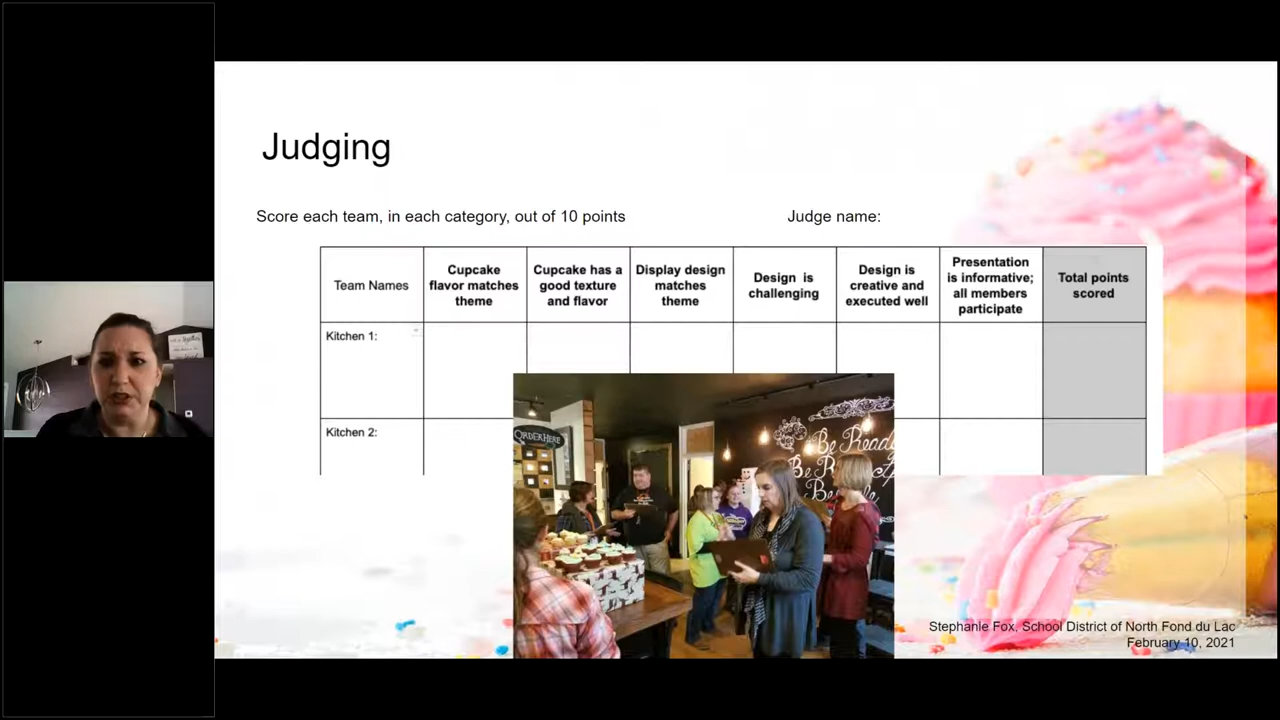 Judging
Score each team, in each category, out of 10 points
Judge name:
Team Names
Cupcake
flavor matches
theme
Cupcake has a
good texture
and flavor
Display design
matches
theme
Design is
challenging
Design is
creative and
executed well
Presentation
is informative;
all members
participate
Total points
scored
Kitchen 1:
Kitchen 2:
ORDER HERE
Be Ready
Be
Be
Stephanie Fox, School District of North Fond du Lac
February 10, 2021